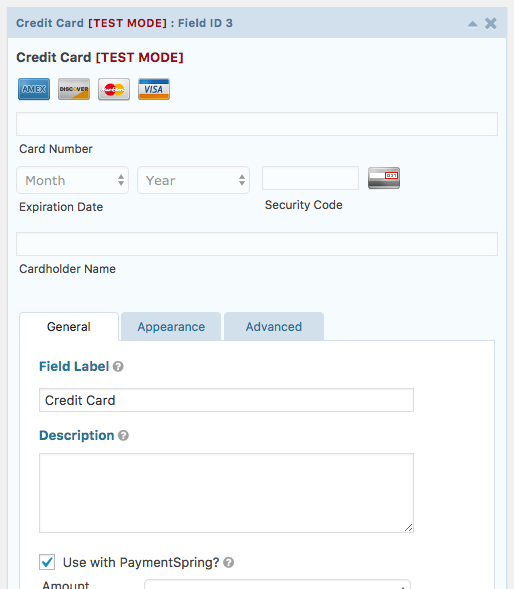 Credit Card [TEST MODE] : Field ID 3
Credit Card [TEST MODE]
AMEX DISCOVER MasterCard VISA
Card Number
Month Year
Expiration Date Security Code
Cardholder Name
General Appearance Advanced
Field Label ?
Credit Card
Description ?
Use with PaymentSpring? ?
Amount